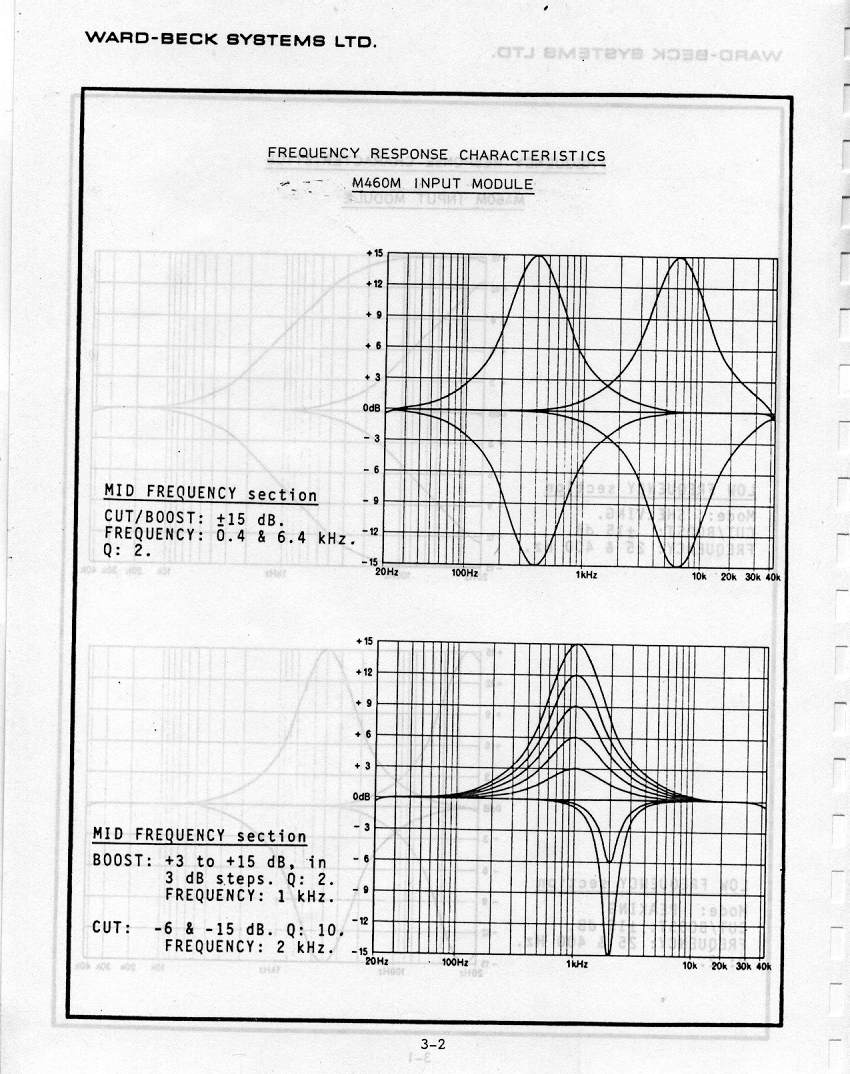 WARD-BECK SYSTEMS LTD.
FREQUENCY RESPONSE CHARACTERISTICS
M460M INPUT MODULE
+15
+12
+ 9
+ 6
+ 3
0dB
- 3
- 6
- 9
-12
-15
20Hz 100Hz 1kHz 10k 20k 30k 40k
MID FREQUENCY section
CUT/BOOST: ±15 dB.
FREQUENCY: 0.4 & 6.4 kHz.
Q: 2.
+15
+12
+ 9
+ 6
+ 3
0dB
- 3
- 6
- 9
-12
-15
20Hz 100Hz 1kHz 10k 20k 30k 40k
MID FREQUENCY section
BOOST: +3 to +15 dB, in
3 dB steps. Q: 2.
FREQUENCY: 1 kHz.
CUT: -6 & -15 dB. Q: 10.
FREQUENCY: 2 kHz.
3-2